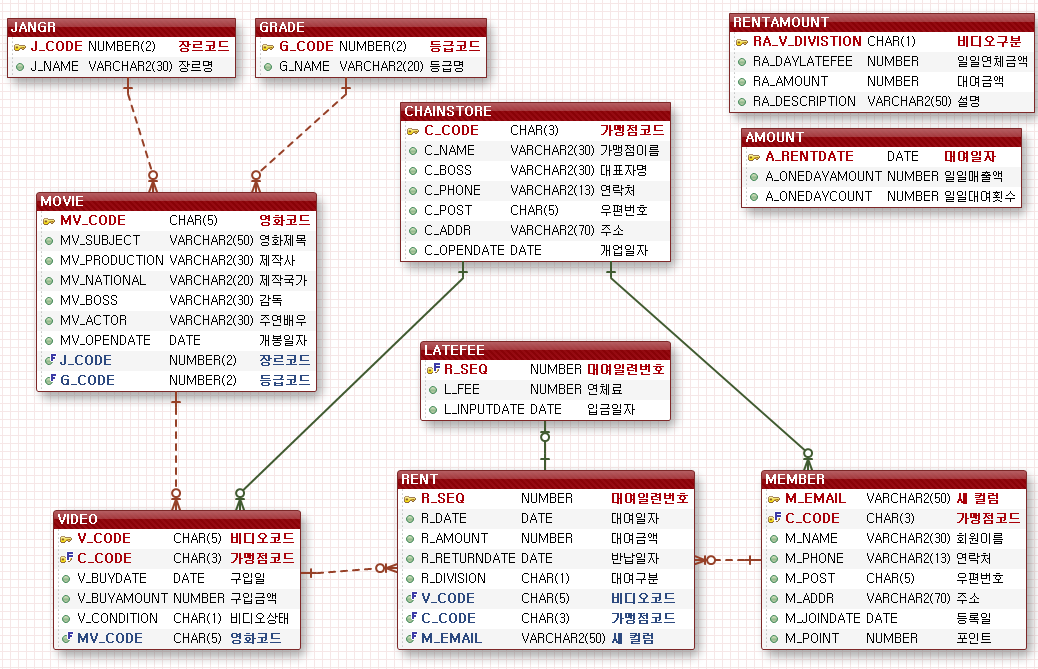 JANGR
J_CODE NUMBER(2) 장르코드
J_NAME VARCHAR2(30) 장르명
GRADE
G_CODE NUMBER(2) 등급코드
G_NAME VARCHAR2(20) 등급명
RENTAMOUNT
RA_V_DIVISTION CHAR(1) 비디오구분
RA_DAYLATEFEE NUMBER 일일연체금액
RA_AMOUNT NUMBER 대여금액
RA_DESCRIPTION VARCHAR2(50) 설명
CHAINSTORE
C_CODE CHAR(3) 가맹점코드
C_NAME VARCHAR2(30) 가맹점이름
C_BOSS VARCHAR2(30) 대표자명
C_PHONE VARCHAR2(13) 연락처
C_POST CHAR(5) 우편번호
C_ADDR VARCHAR2(70) 주소
C_OPENDATE DATE 개업일자
AMOUNT
A_RENTDATE DATE 대여일자
A_ONEDAYAMOUNT NUMBER 일일매출액
A_ONEDAYCOUNT NUMBER 일일대여횟수
MOVIE
MV_CODE CHAR(5) 영화코드
MV_SUBJECT VARCHAR2(50) 영화제목
MV_PRODUCTION VARCHAR2(30) 제작사
MV_NATIONAL VARCHAR2(20) 제작국가
MV_BOSS VARCHAR2(30) 감독
MV_ACTOR VARCHAR2(30) 주연배우
MV_OPENDATE DATE 개봉일자
J_CODE NUMBER(2) 장르코드
G_CODE NUMBER(2) 등급코드
LATEFEE
R_SEQ NUMBER 대여일련번호
L_FEE NUMBER 연체료
L_INPUTDATE DATE 입금일자
VIDEO
V_CODE CHAR(5) 비디오코드
C_CODE CHAR(3) 가맹점코드
V_BUYDATE DATE 구입일
V_BUYAMOUNT NUMBER 구입금액
V_CONDITION CHAR(1) 비디오상태
MV_CODE CHAR(5) 영화코드
RENT
R_SEQ NUMBER 대여일련번호
R_DATE DATE 대여일자
R_AMOUNT NUMBER 대여금액
R_RETURNDATE DATE 반납일자
R_DIVISION CHAR(1) 대여구분
V_CODE CHAR(5) 비디오코드
C_CODE CHAR(3) 가맹점코드
M_EMAIL VARCHAR2(50) 새 컬럼
MEMBER
M_EMAIL VARCHAR2(50) 새 컬럼
C_CODE CHAR(3) 가맹점코드
M_NAME VARCHAR2(30) 회원이름
M_PHONE VARCHAR2(13) 연락처
M_POST CHAR(5) 우편번호
M_ADDR VARCHAR2(70) 주소
M_JOINDATE DATE 등록일
M_POINT NUMBER 포인트